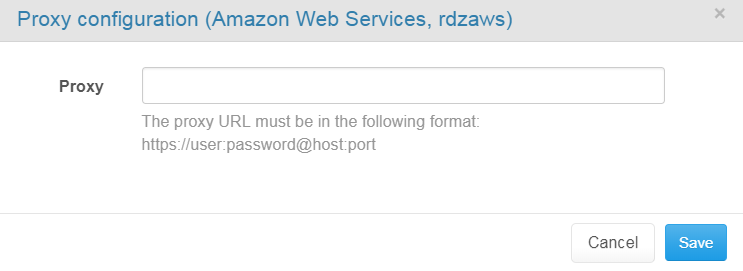 Proxy configuration (Amazon Web Services, rdzaws)
×
Proxy
The proxy URL must be in the following format:
https://user:password@host:port
Cancel
Save